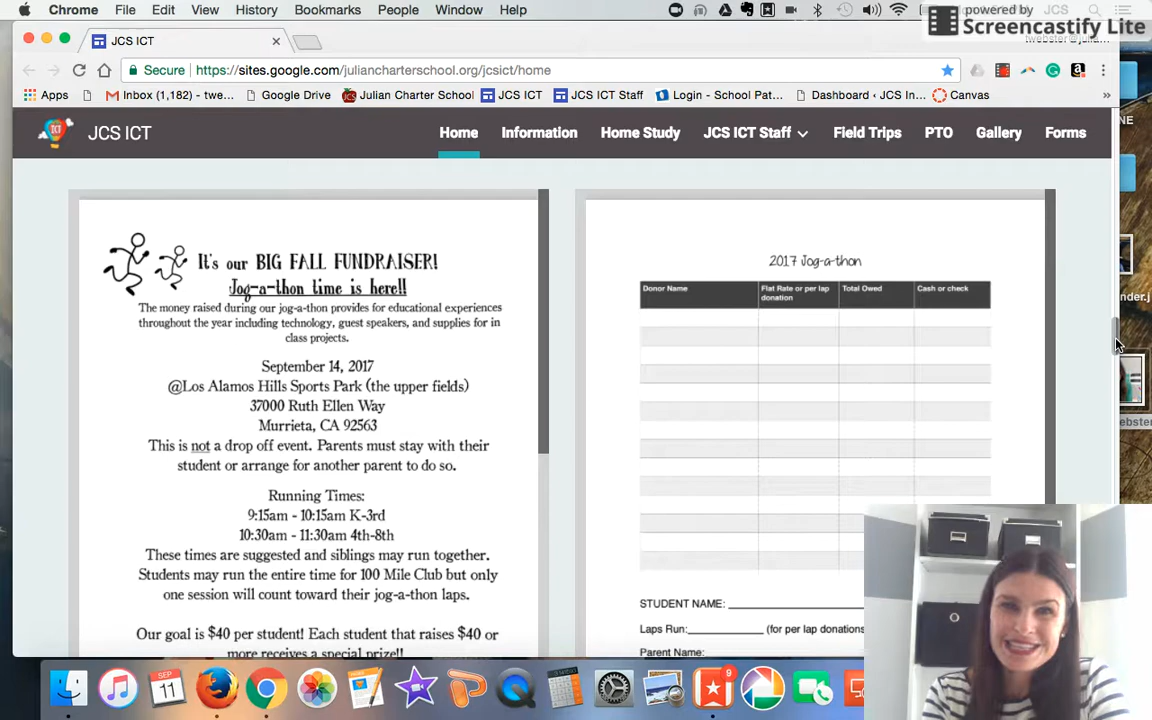 Chrome File Edit View History Bookmarks People Window Help JCS
powered by
Screencastify Lite
JCS ICT
Secure https://sites.google.com/juliancharterschool.org/jcsict/home
Apps Inbox (1,182) - twe... Google Drive Julian Charter School JCS ICT JCS ICT Staff Login - School Pat... Dashboard ‹ JCS In... Canvas »
JCS ICT Home Information Home Study JCS ICT Staff Field Trips PTO Gallery Forms
It's our BIG FALL FUNDRAISER!
Jog-a-thon time is here!!
The money raised during our jog-a-thon provides for educational experiences
throughout the year including technology, guest speakers, and supplies for in
class projects.
September 14, 2017
@Los Alamos Hills Sports Park (the upper fields)
37000 Ruth Ellen Way
Murrieta, CA 92563
This is not a drop off event. Parents must stay with their
student or arrange for another parent to do so.
Running Times:
9:15am - 10:15am K-3rd
10:30am - 11:30am 4th-8th
These times are suggested and siblings may run together.
Students may run the entire time for 100 Mile Club but only
one session will count toward their jog-a-thon laps.
Our goal is $40 per student! Each student that raises $40 or
more receives a special prize!!
2017 Jog-a-thon
Donor Name Flat Rate or per lap Total Owed Cash or check
donation
STUDENT NAME:
Laps Run: (for per lap donations
Parent Name:
NE
nder.j
ebster
SEP
11
9